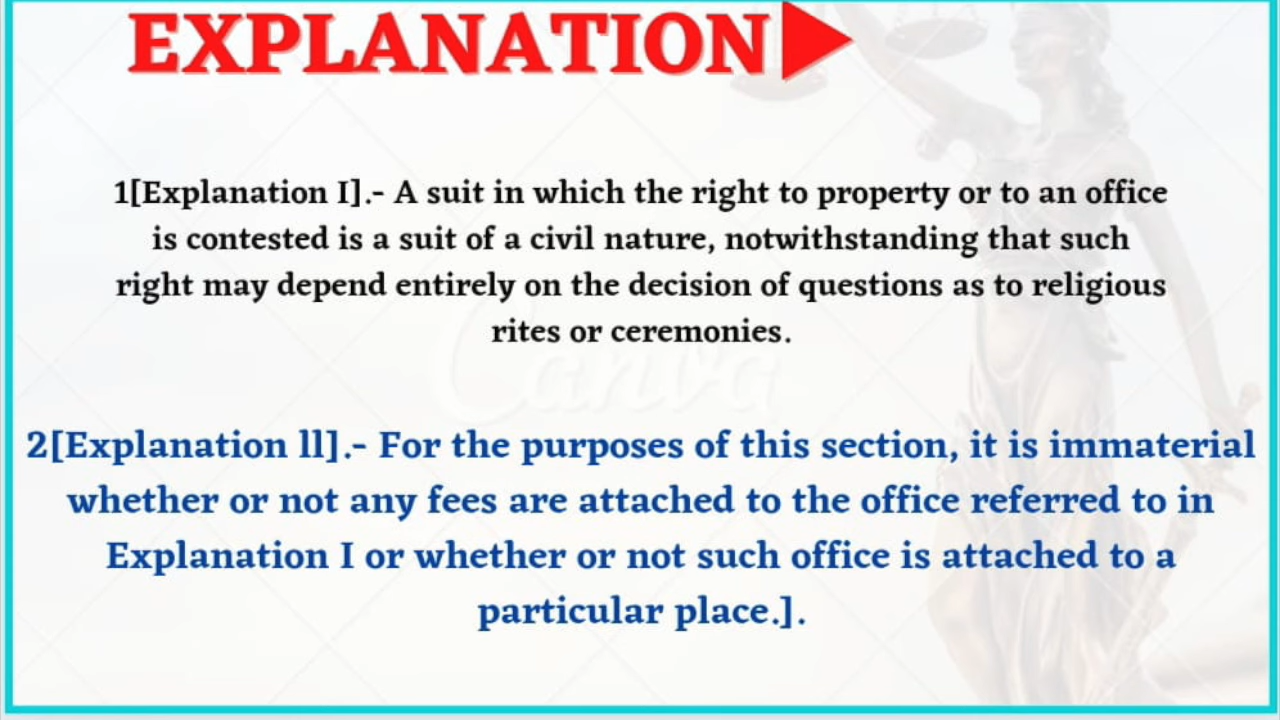 EXPLANATION
1[Explanation I].- A suit in which the right to property or to an office
is contested is a suit of a civil nature, notwithstanding that such
right may depend entirely on the decision of questions as to religious
rites or ceremonies.
Canva
2[Explanation ll].- For the purposes of this section, it is immaterial
whether or not any fees are attached to the office referred to in
Explanation I or whether or not such office is attached to a
particular place.].